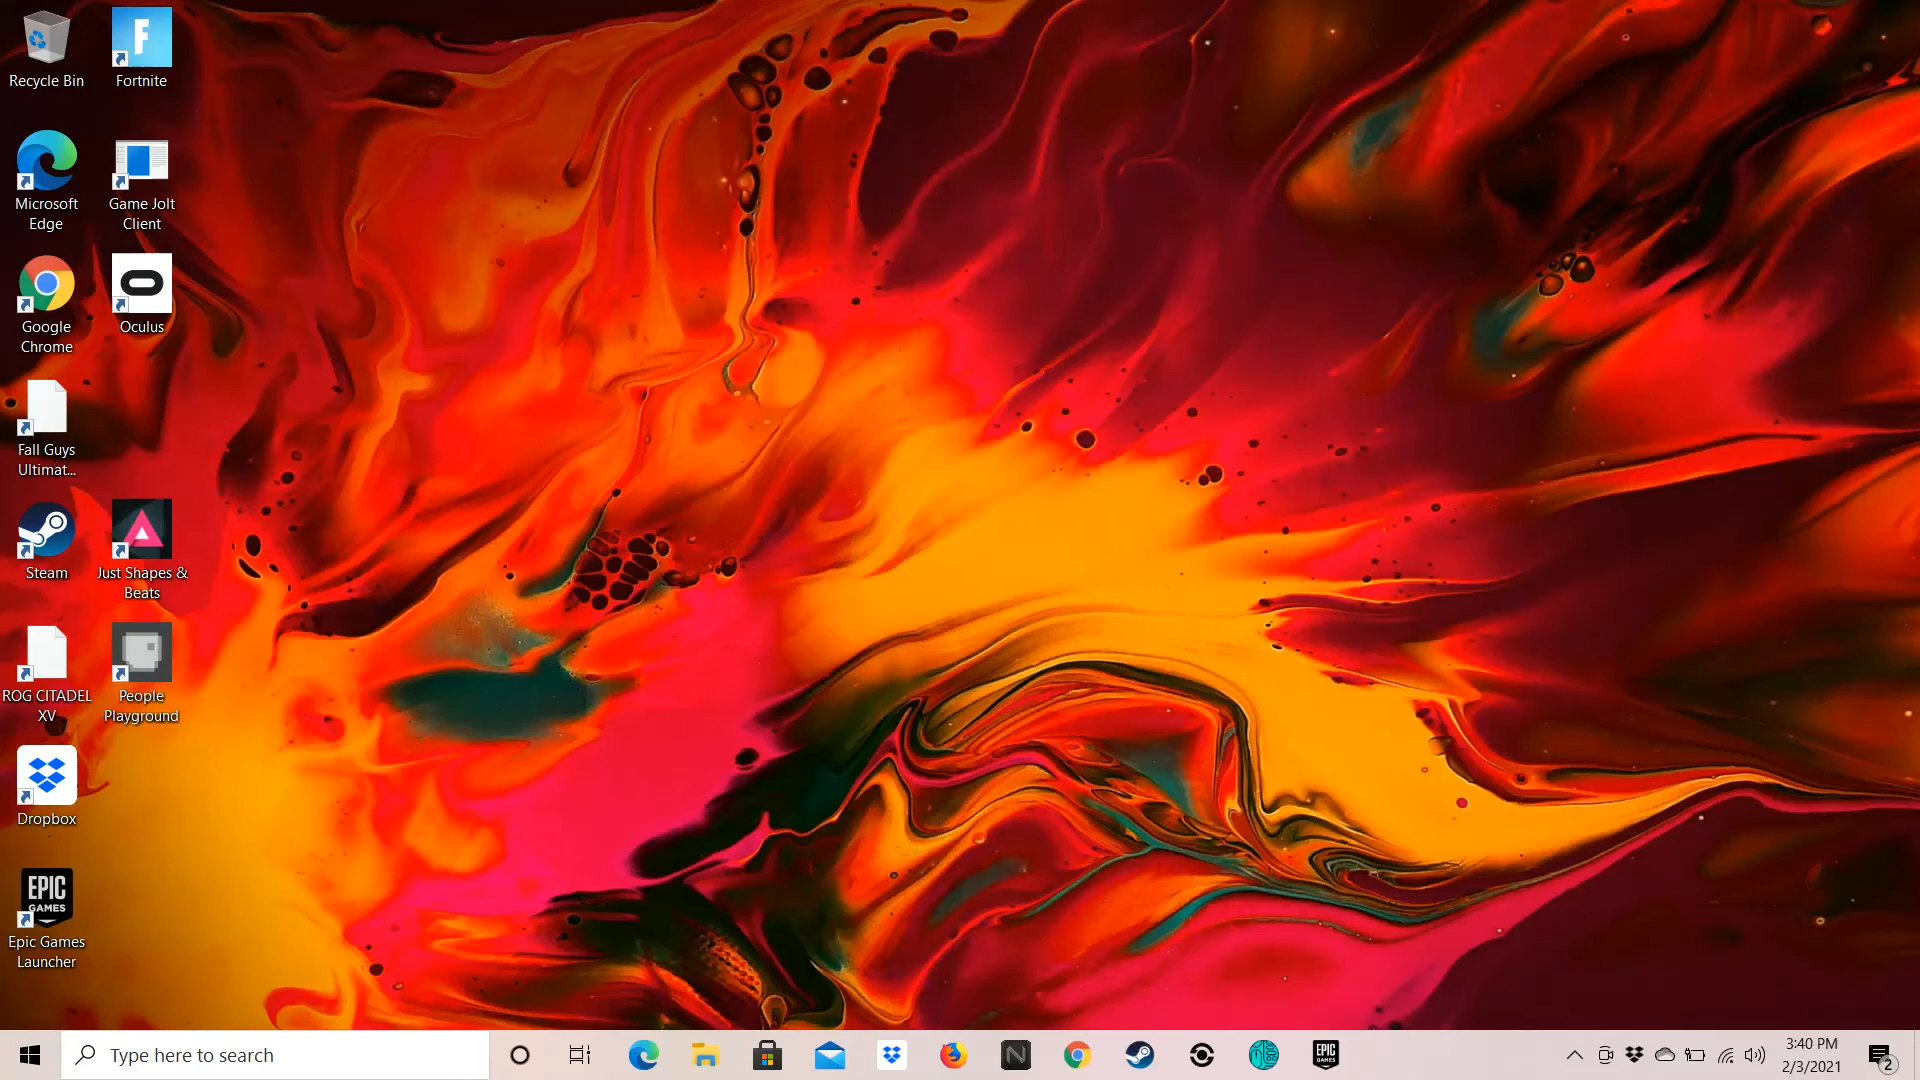 Recycle Bin
Fortnite
Microsoft
Edge
Game Jolt
Client
Google
Chrome
Oculus
Fall Guys
Ultimat...
Steam
Just Shapes &
Beats
ROG CITADEL
XV
People
Playground
Dropbox
EPIC
GAMES
Epic Games
Launcher
Type here to search
N
EPIC
GAMES
3:40 PM
2/3/2021
2